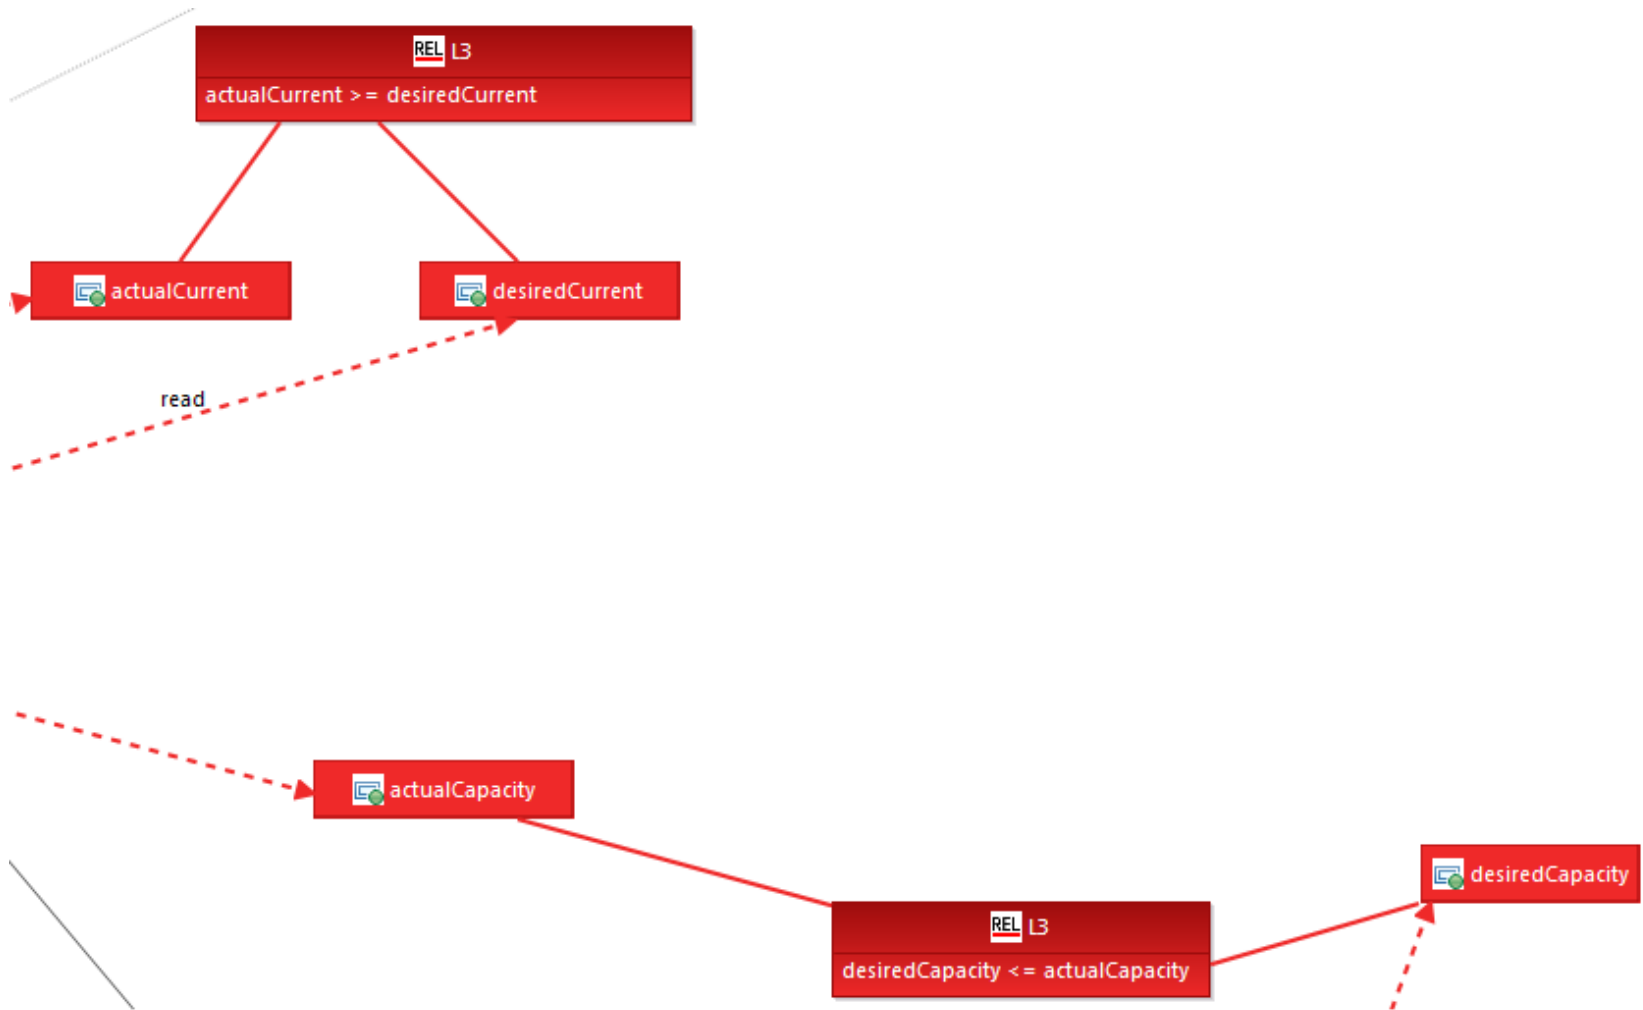 REL L3
actualCurrent >= desiredCurrent
actualCurrent
desiredCurrent
read
actualCapacity
desiredCapacity
REL L3
desiredCapacity <= actualCapacity